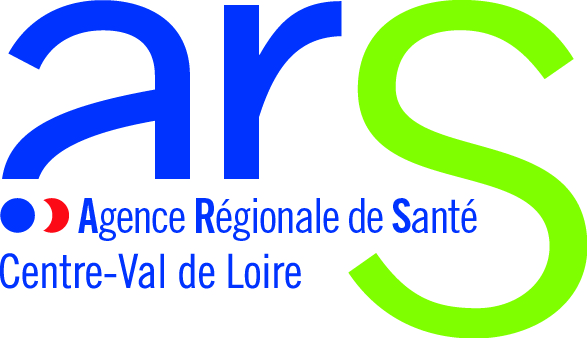 ars
Agence Régionale de Santé
Centre-Val de Loire